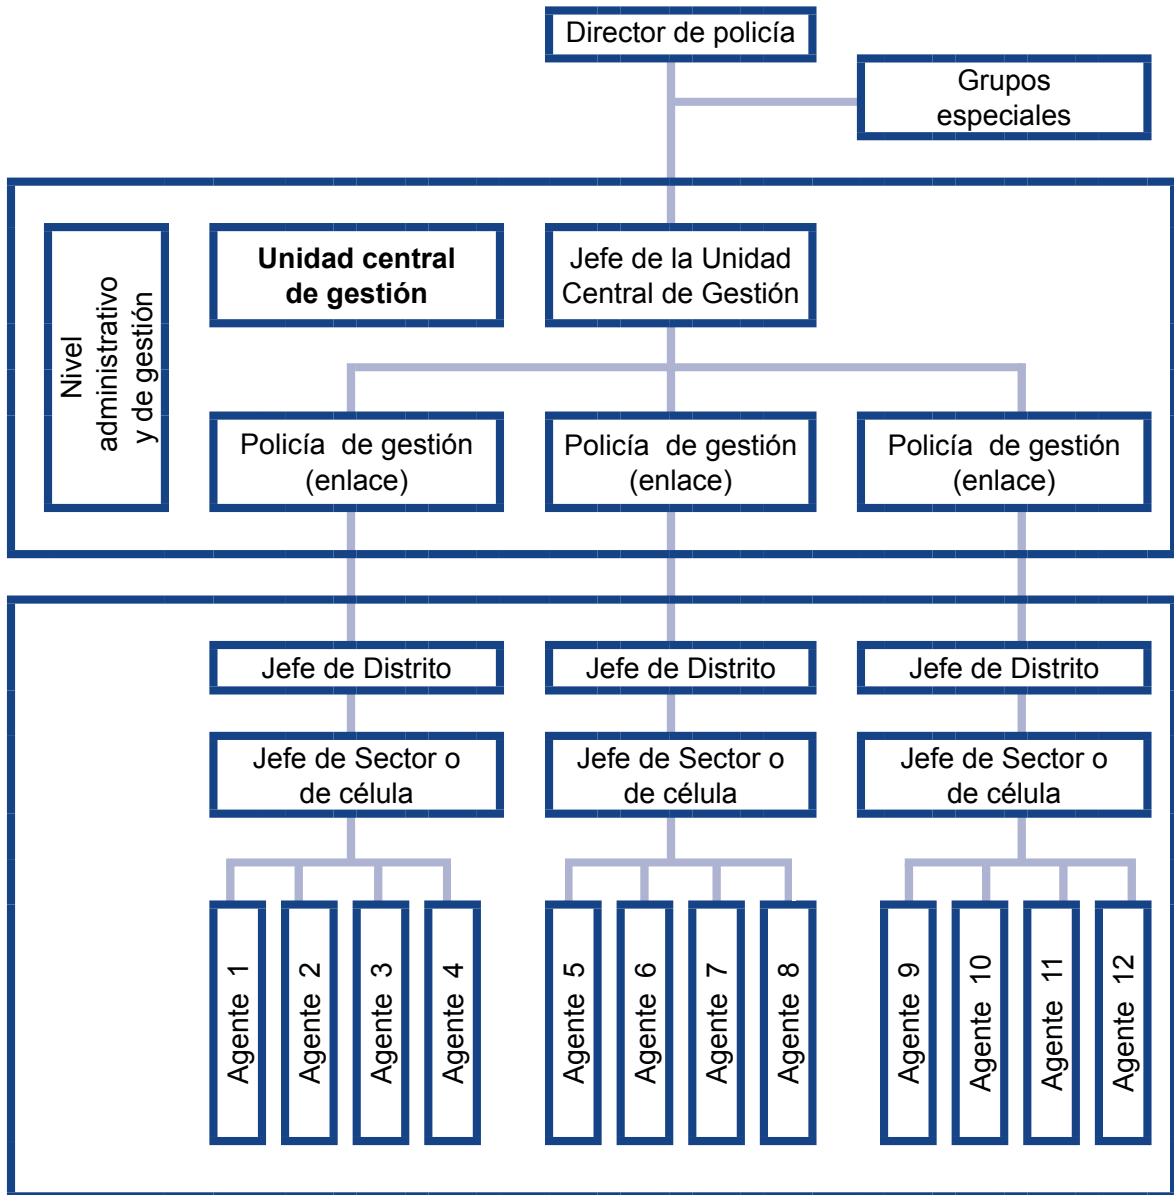 Director de policía
Grupos
especiales
Nivel
administrativo
y de gestión
Unidad central
de gestión
Jefe de la Unidad
Central de Gestión
Policía de gestión
(enlace)
Policía de gestión
(enlace)
Policía de gestión
(enlace)
Jefe de Distrito
Jefe de Distrito
Jefe de Distrito
Jefe de Sector o
de célula
Jefe de Sector o
de célula
Jefe de Sector o
de célula
Agente 1
Agente 2
Agente 3
Agente 4
Agente 5
Agente 6
Agente 7
Agente 8
Agente 9
Agente 10
Agente 11
Agente 12